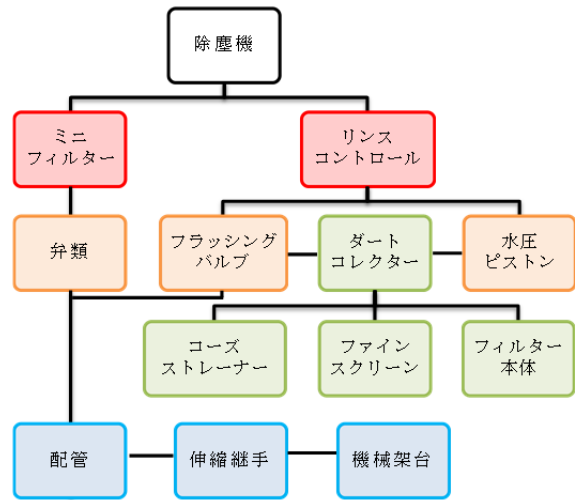 除塵機
ミニ
フィルター
リンス
コントロール
弁類
フラッシング
バルブ
ダート
コレクター
水圧
ピストン
コーズ
ストレーナー
ファイン
スクリーン
フィルター
本体
配管
伸縮継手
機械架台